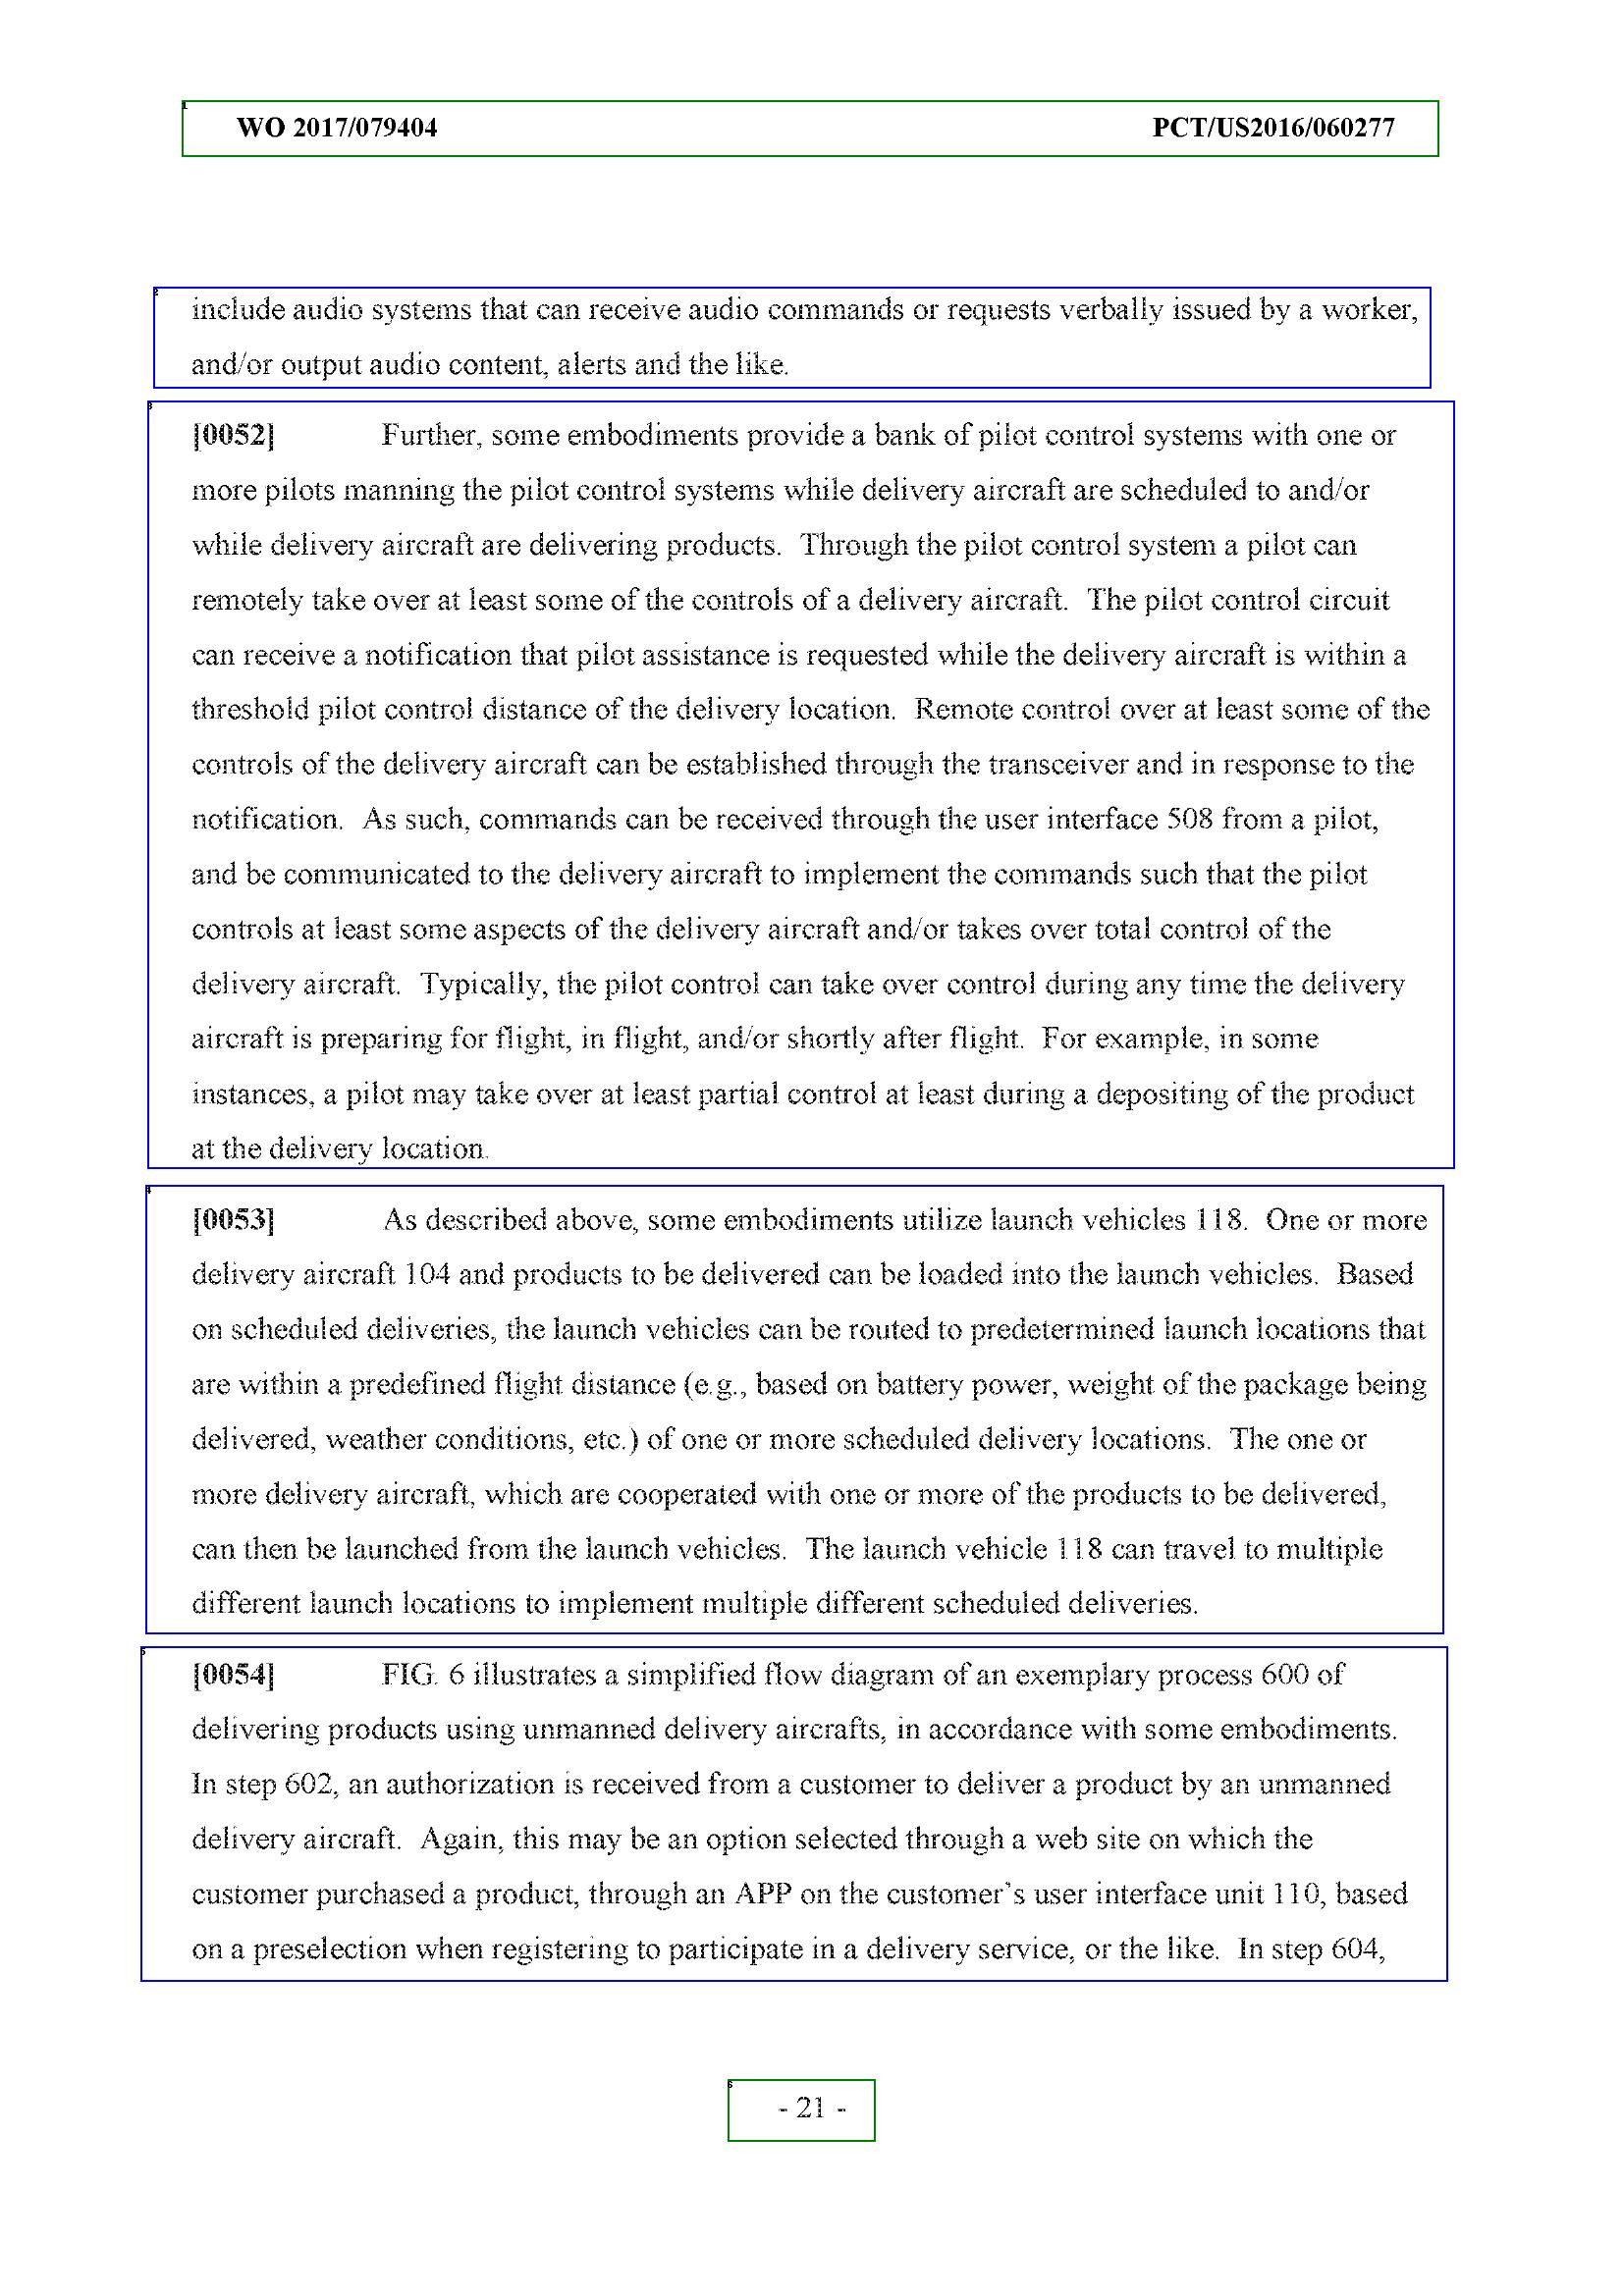 WO 2017/079404 PCT/US2016/060277
include audio systems that can receive audio commands or requests verbally issued by a worker,
and/or output audio content, alerts and the like.
[0052] Further, some embodiments provide a bank of pilot control systems with one or
more pilots manning the pilot control systems while delivery aircraft are scheduled to and/or
while delivery aircraft are delivering products. Through the pilot control system a pilot can
remotely take over at least some of the controls of a delivery aircraft. The pilot control circuit
can receive a notification that pilot assistance is requested while the delivery aircraft is within a
threshold pilot control distance of the delivery location. Remote control over at least some of the
controls of the delivery aircraft can be established through the transceiver and in response to the
notification. As such, commands can be received through the user interface 508 from a pilot,
and be communicated to the delivery aircraft to implement the commands such that the pilot
controls at least some aspects of the delivery aircraft and/or takes over total control of the
delivery aircraft. Typically, the pilot control can take over control during any time the delivery
aircraft is preparing for flight, in flight, and/or shortly after flight. For example, in some
instances, a pilot may take over at least partial control at least during a depositing of the product
at the delivery location.
[0053] As described above, some embodiments utilize launch vehicles 118. One or more
delivery aircraft 104 and products to be delivered can be loaded into the launch vehicles. Based
on scheduled deliveries, the launch vehicles can be routed to predetermined launch locations that
are within a predefined flight distance (e.g., based on battery power, weight of the package being
delivered, weather conditions, etc.) of one or more scheduled delivery locations. The one or
more delivery aircraft, which are cooperated with one or more of the products to be delivered,
can then be launched from the launch vehicles. The launch vehicle 118 can travel to multiple
different launch locations to implement multiple different scheduled deliveries.
[0054] FIG. 6 illustrates a simplified flow diagram of an exemplary process 600 of
delivering products using unmanned delivery aircrafts, in accordance with some embodiments.
In step 602, an authorization is received from a customer to deliver a product by an unmanned
delivery aircraft. Again, this may be an option selected through a web site on which the
customer purchased a product, through an APP on the customer's user interface unit 110, based
on a preselection when registering to participate in a delivery service, or the like. In step 604,
- 21 -